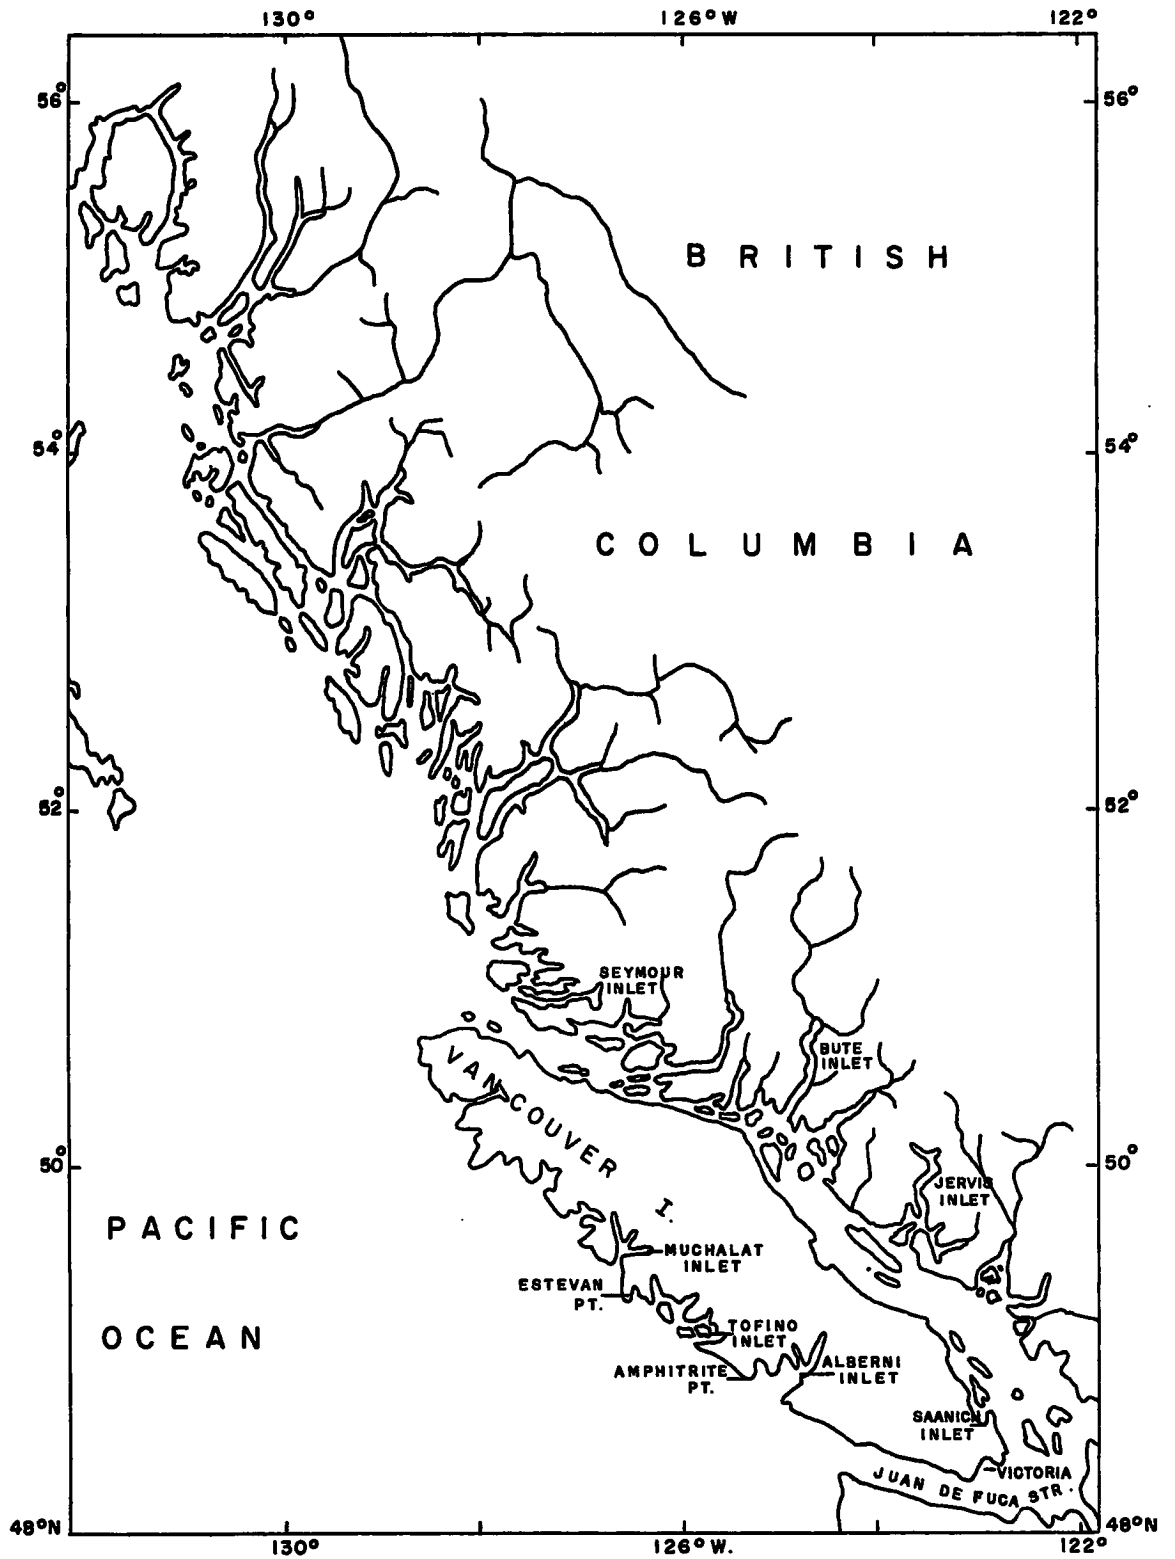 130° 126°W 122°
56° 56°
BRITISH
54° 54°
COLUMBIA
52° 52°
SEYMOUR
INLET
BUTE
INLET
VANCOUVER I.
50° 50°
JERVIS
INLET
PACIFIC
OCEAN
MUCHALAT
INLET
ESTEVAN
PT.
TOFINO
INLET
AMPHITRITE
PT.
ALBERNI
INLET
SAANICH
INLET
VICTORIA
JUAN DE FUCA STR.
48°N 48°N
130° 126°W. 122°